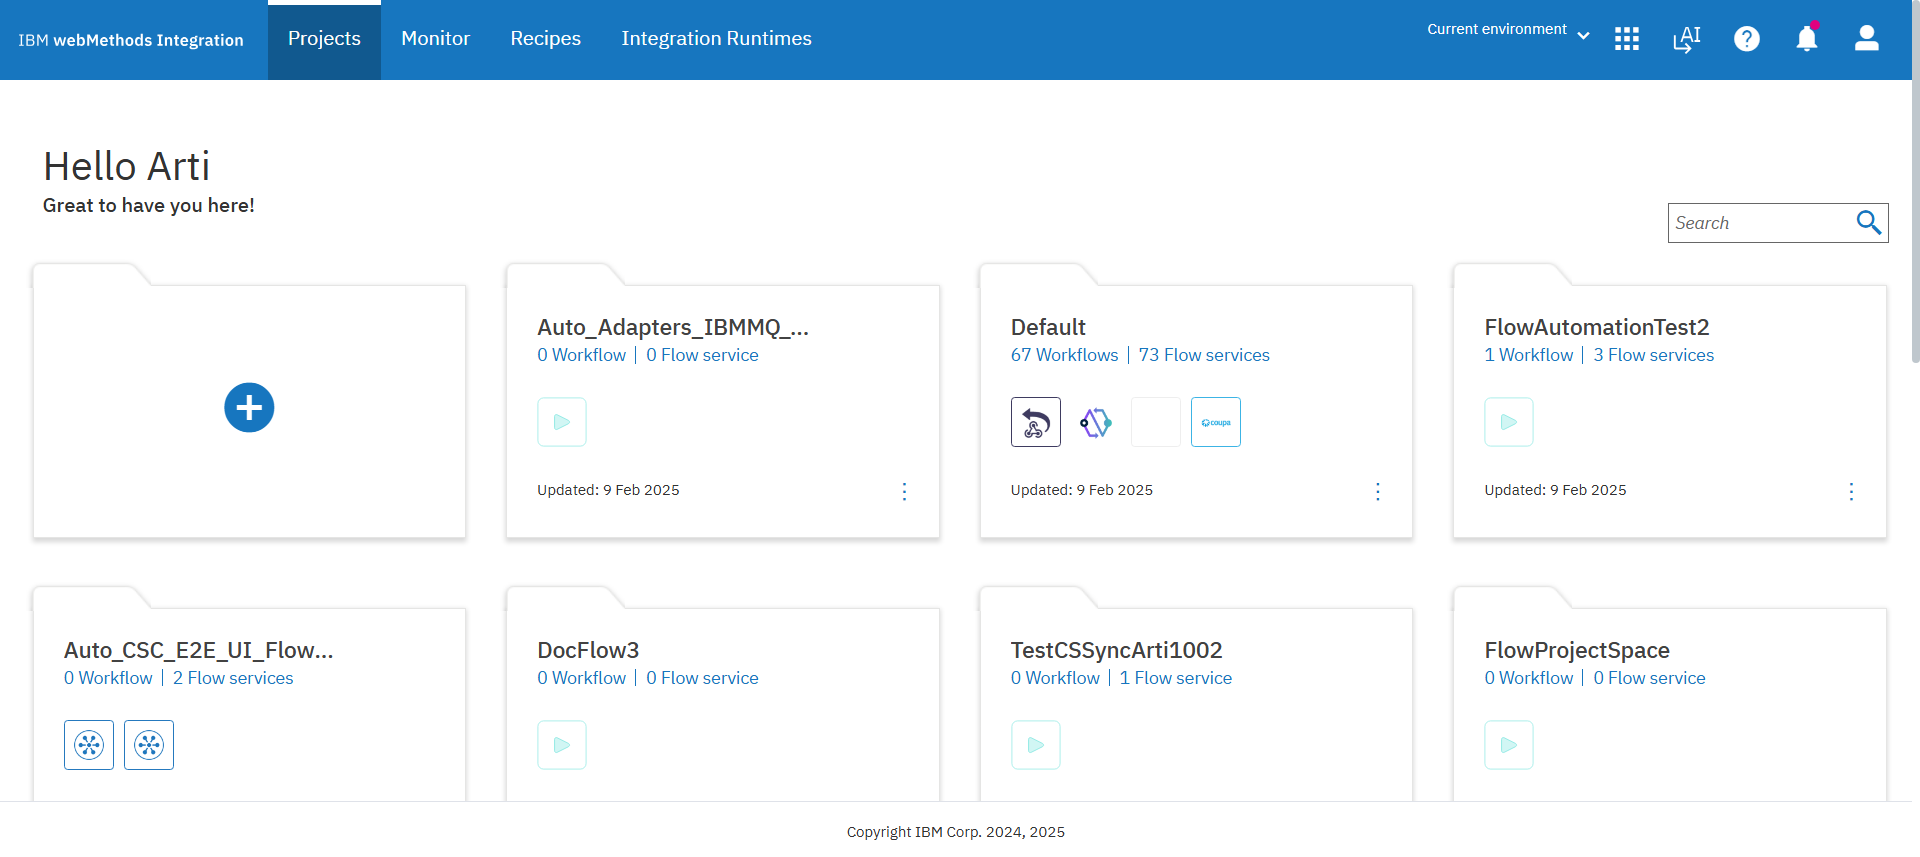 IBM webMethods Integration
Projects
Monitor
Recipes
Integration Runtimes
Current environment
AI
?
Hello Arti
Great to have you here!
Search
Auto_Adapters_IBMMQ_...
0 Workflow | 0 Flow service
Updated: 9 Feb 2025
Default
67 Workflows | 73 Flow services
coupa
Updated: 9 Feb 2025
FlowAutomationTest2
1 Workflow | 3 Flow services
Updated: 9 Feb 2025
Auto_CSC_E2E_UI_Flow...
0 Workflow | 2 Flow services
DocFlow3
0 Workflow | 0 Flow service
TestCSSyncArti1002
0 Workflow | 1 Flow service
FlowProjectSpace
0 Workflow | 0 Flow service
Copyright IBM Corp. 2024, 2025